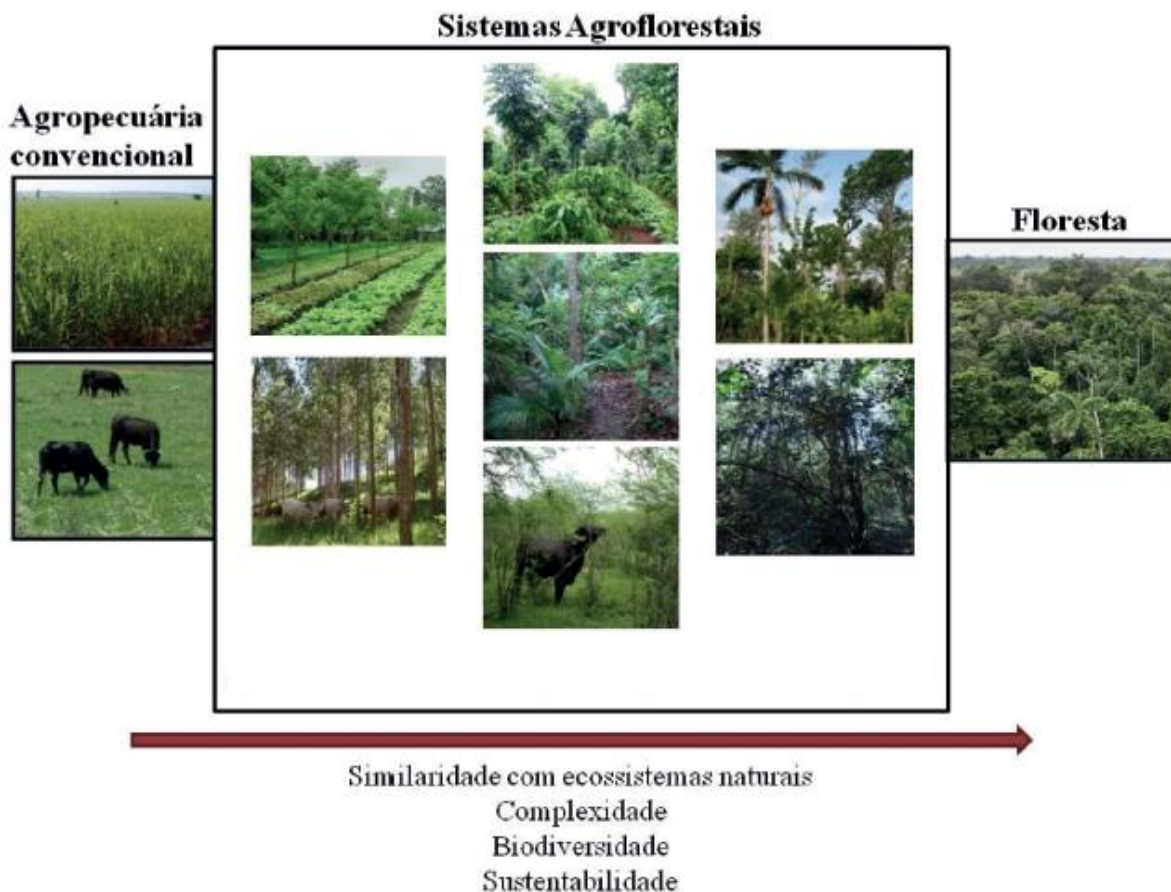 Sistemas Agroflorestais
Agropecuária
convencional
Floresta
Similaridade com ecossistemas naturais
Complexidade
Biodiversidade
Sustentabilidade